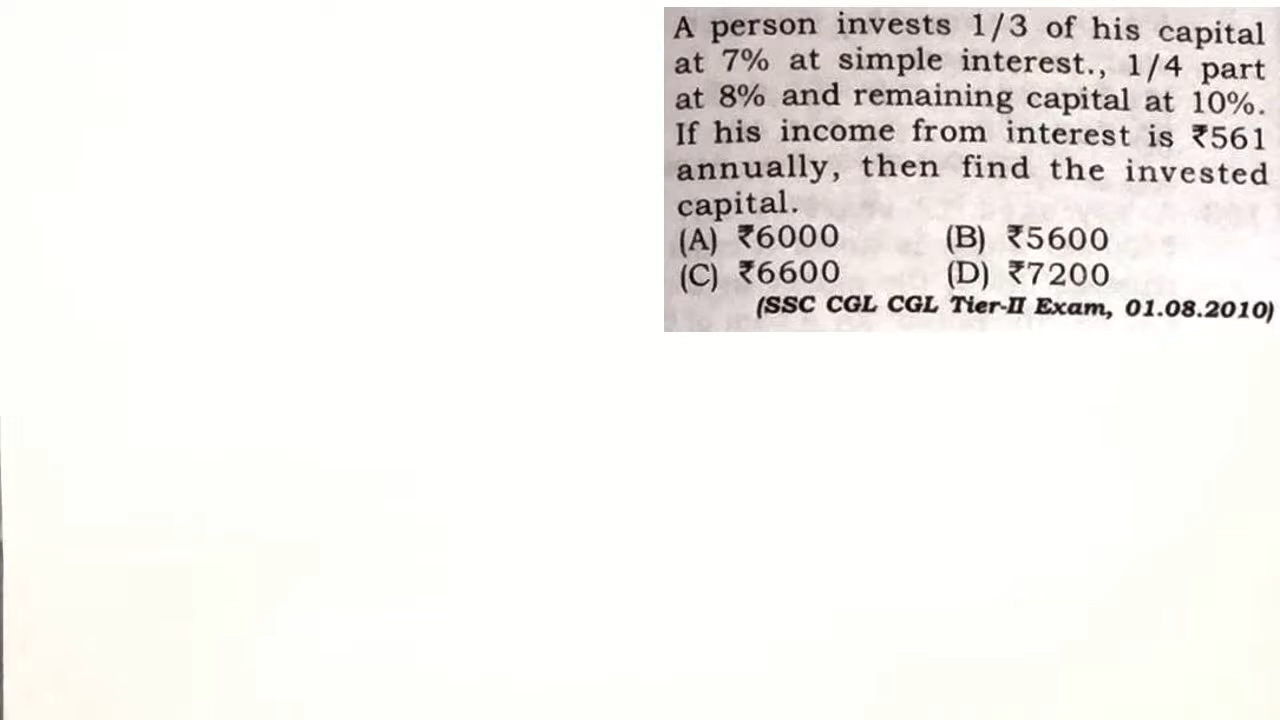 A person invests 1/3 of his capital
at 7% at simple interest., 1/4 part
at 8% and remaining capital at 10%.
If his income from interest is ₹561
annually, then find the invested
capital.
(A) ₹6000 (B) ₹5600
(C) ₹6600 (D) ₹7200
(SSC CGL CGL Tier-II Exam, 01.08.2010)